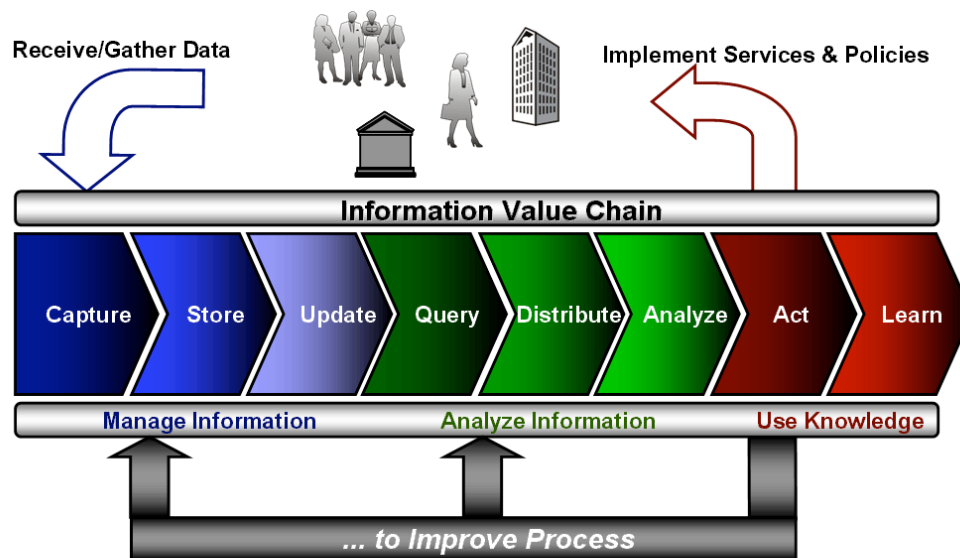 Receive/Gather Data
Implement Services & Policies
Information Value Chain
Capture
Store
Update
Query
Distribute
Analyze
Act
Learn
Manage Information
Analyze Information
Use Knowledge
... to Improve Process